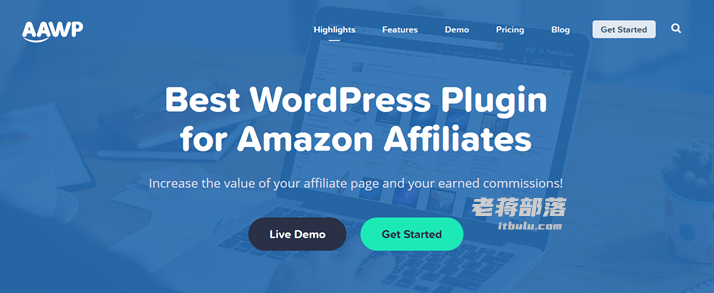 AAWP
Highlights
Features
Demo
Pricing
Blog
Get Started
Best WordPress Plugin
for Amazon Affiliates
Increase the value of your affiliate page and your earned commissions!
Live Demo
Get Started
老蒋部落
itbulu.com